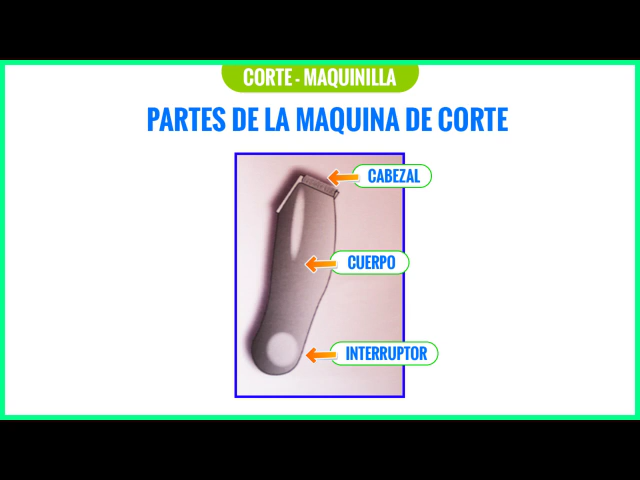 CORTE - MAQUINILLA
PARTES DE LA MAQUINA DE CORTE
CABEZAL
CUERPO
INTERRUPTOR